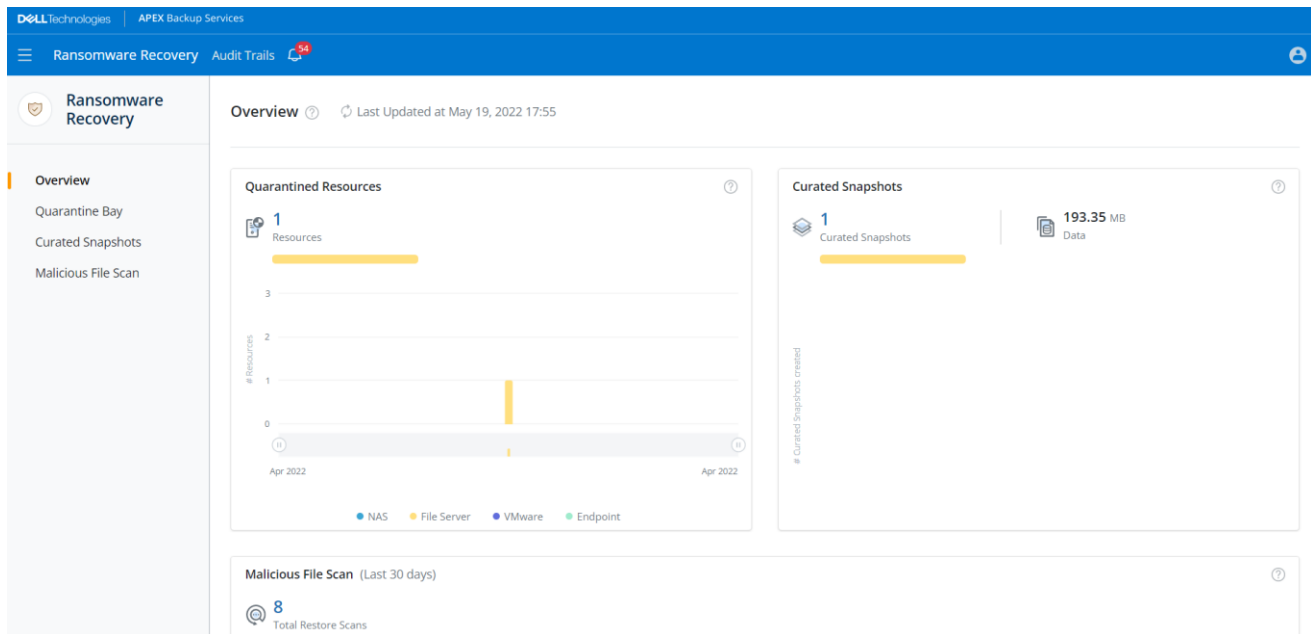 DELLTechnologies APEX Backup Services
Ransomware Recovery Audit Trails 54
Ransomware
Recovery
Overview
Quarantine Bay
Curated Snapshots
Malicious File Scan
Overview ? Last Updated at May 19, 2022 17:55
Quarantined Resources ?
1
Resources
# Resources
3
2
1
0
Apr 2022 Apr 2022
NAS File Server VMware Endpoint
Curated Snapshots ?
1
Curated Snapshots
193.35 MB
Data
# Curated Snapshots created
Malicious File Scan (Last 30 days) ?
8
Total Restore Scans